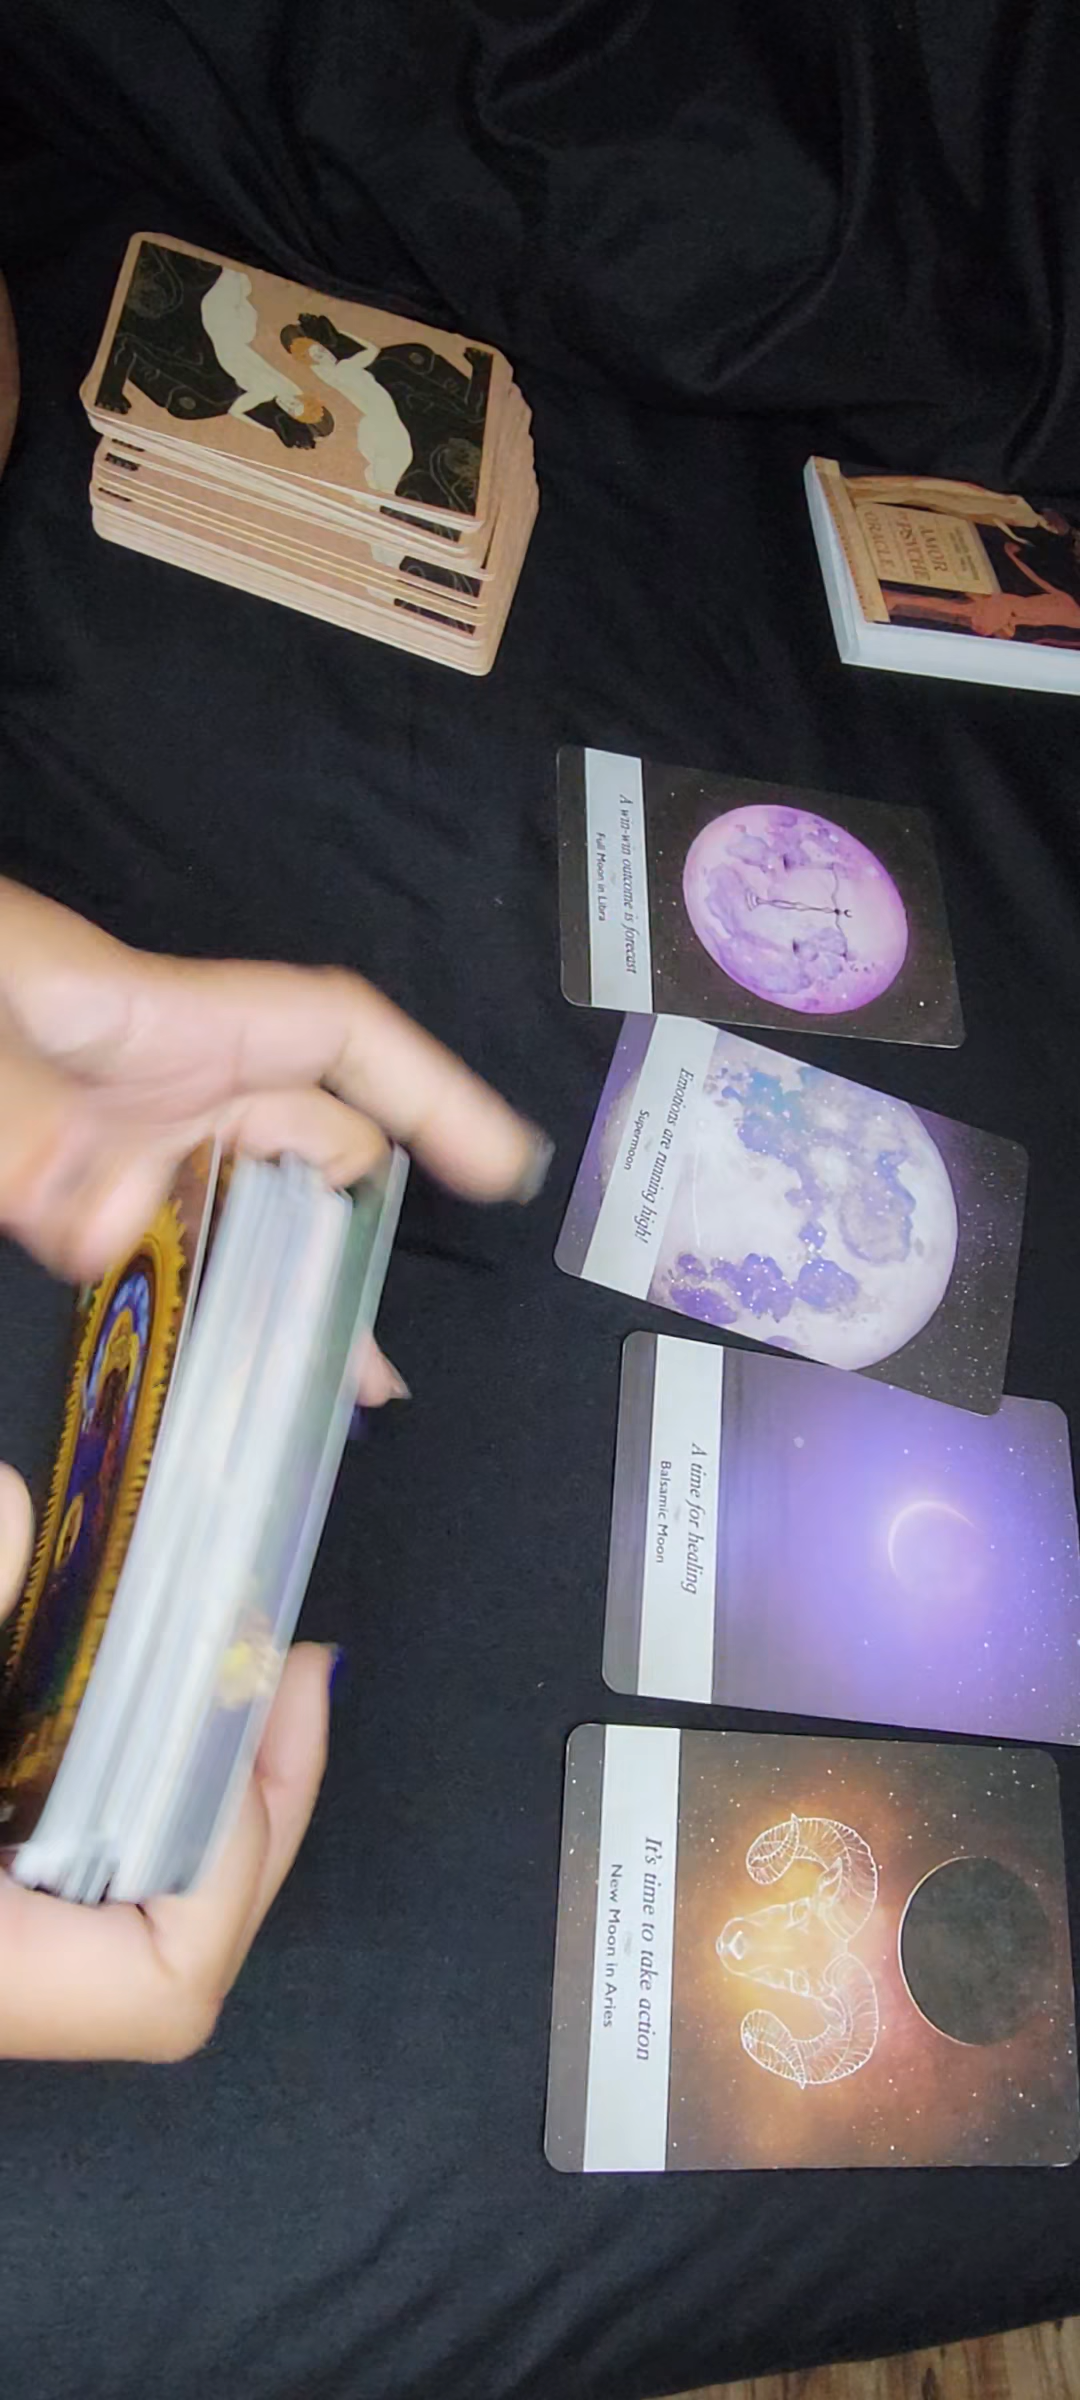 AMOR
et PSYCHE
ORACLE
A win-win outcome is forecast
Full Moon in Libra
Emotions are running high!
Supermoon
A time for healing
Balsamic Moon
It's time to take action
New Moon in Aries